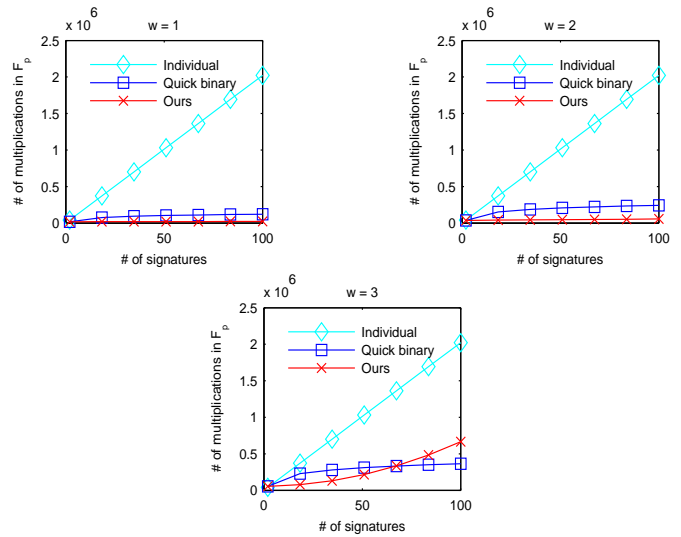 x 10^6 w = 1
2.5
2
1.5
1
0.5
0
0 50 100
# of multiplications in F_p
# of signatures
Individual
Quick binary
Ours
x 10^6 w = 2
2.5
2
1.5
1
0.5
0
0 50 100
# of multiplications in F_p
# of signatures
Individual
Quick binary
Ours
x 10^6 w = 3
2.5
2
1.5
1
0.5
0
0 50 100
# of multiplications in F_p
# of signatures
Individual
Quick binary
Ours